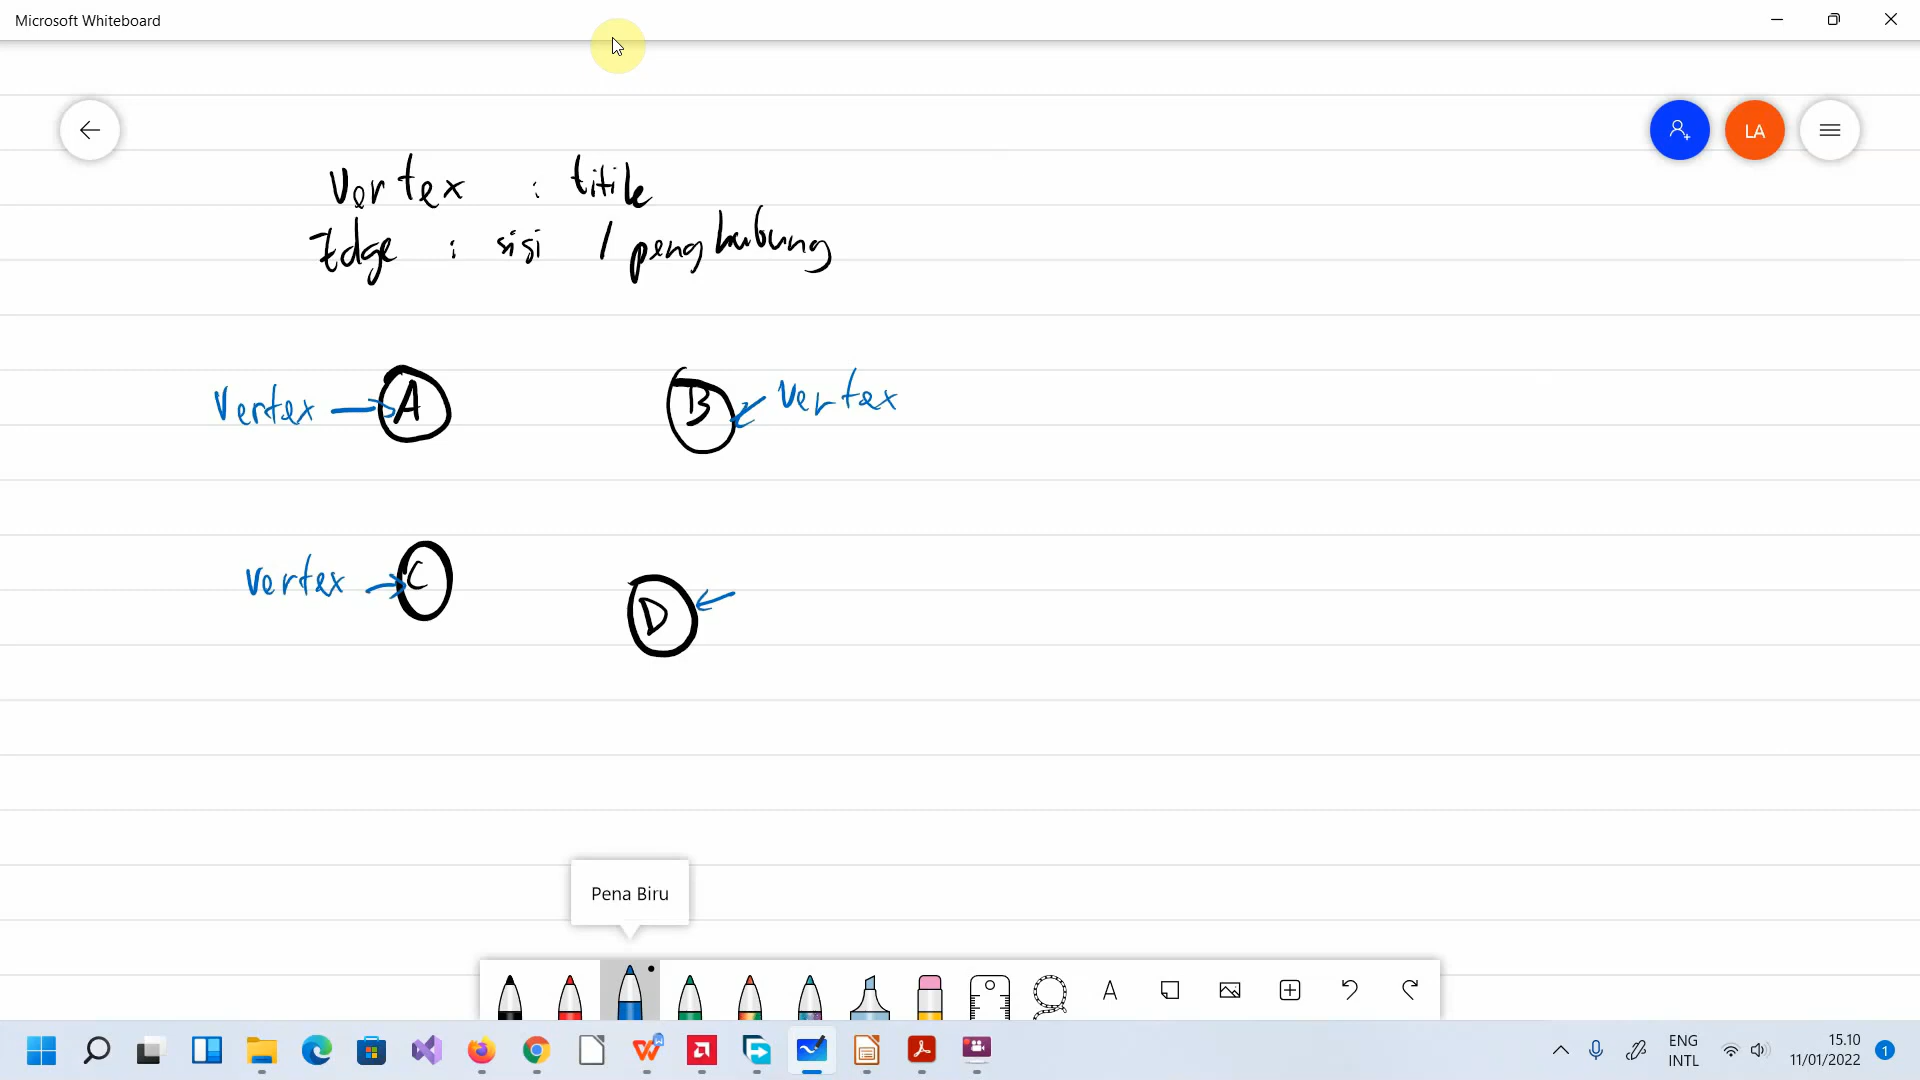 Microsoft Whiteboard
LA
Vertex : titik
Edge : sisi / penghubung
Vertex → A
B ← Vertex
Vertex → C
D ←
Pena Biru
A
ENG
INTL
15.10
11/01/2022
1